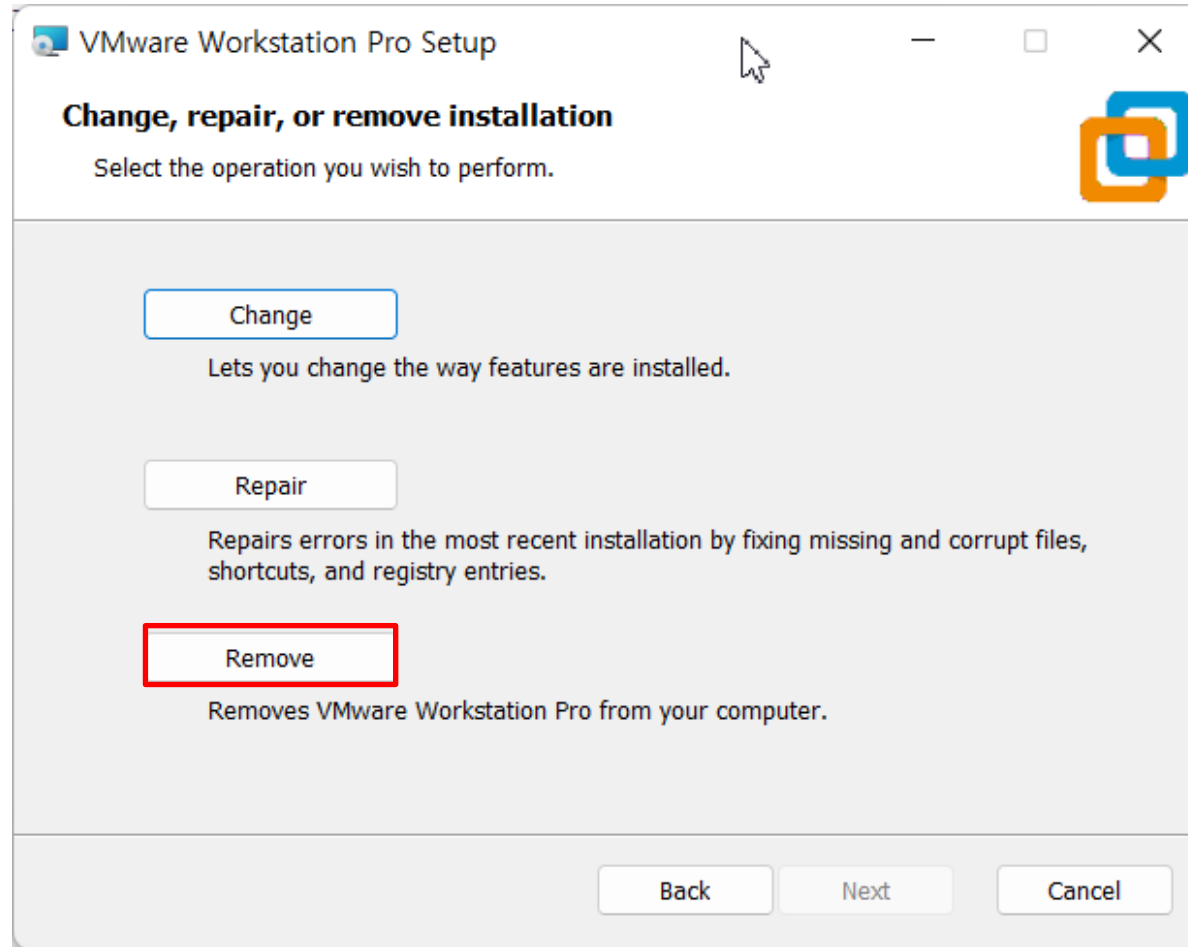 VMware Workstation Pro Setup
Change, repair, or remove installation
Select the operation you wish to perform.
Change
Lets you change the way features are installed.
Repair
Repairs errors in the most recent installation by fixing missing and corrupt files,
shortcuts, and registry entries.
Remove
Removes VMware Workstation Pro from your computer.
Back
Next
Cancel